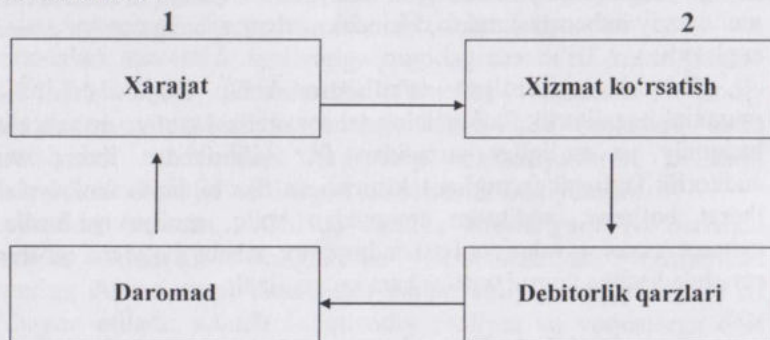 1
2
Xarajat
Xizmat ko‘rsatish
Daromad
Debitorlik qarzlari